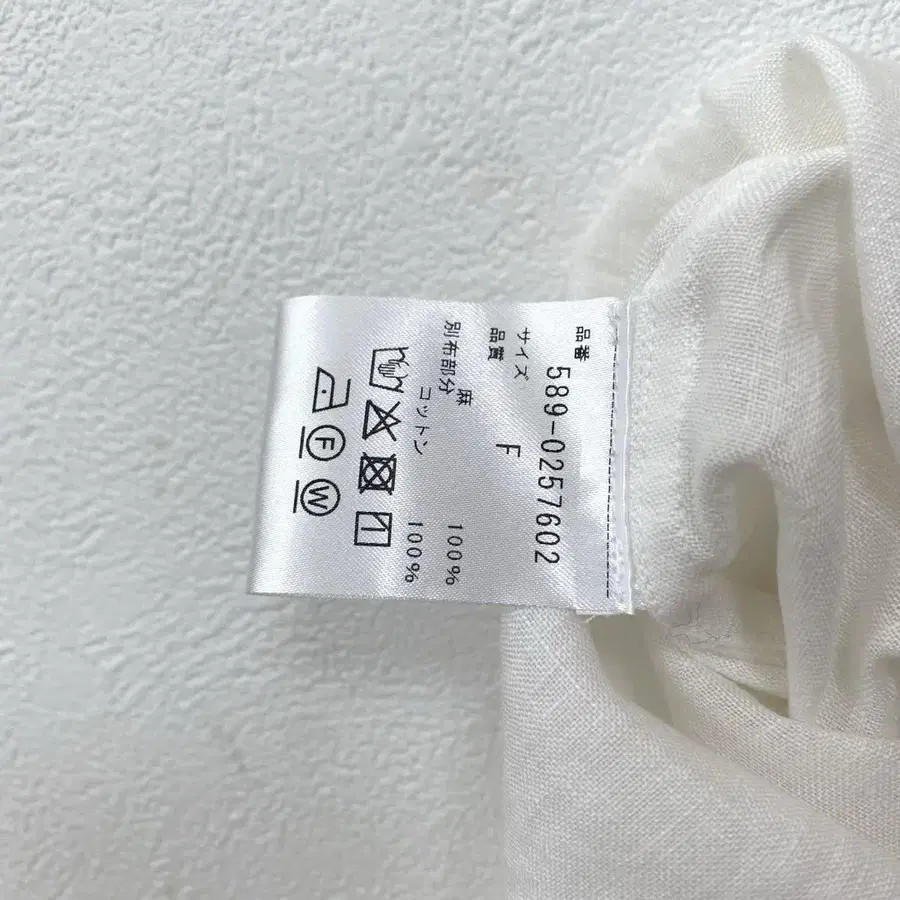 品番 589-0257602
サイズ F
品質
麻 100%
別布部分
コットン 100%
F
W